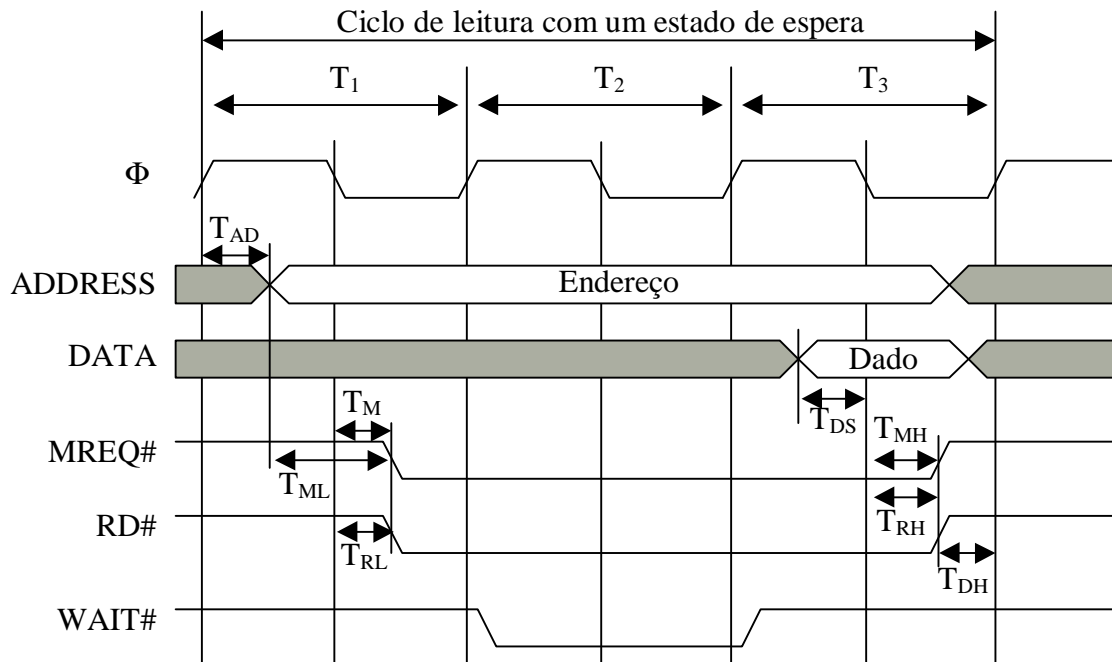 Ciclo de leitura com um estado de espera
T1 T2 T3
Φ
TAD
ADDRESS Endereço
DATA Dado
TM TDS TMH
MREQ#
TML TRH
RD#
TRL TDH
WAIT#